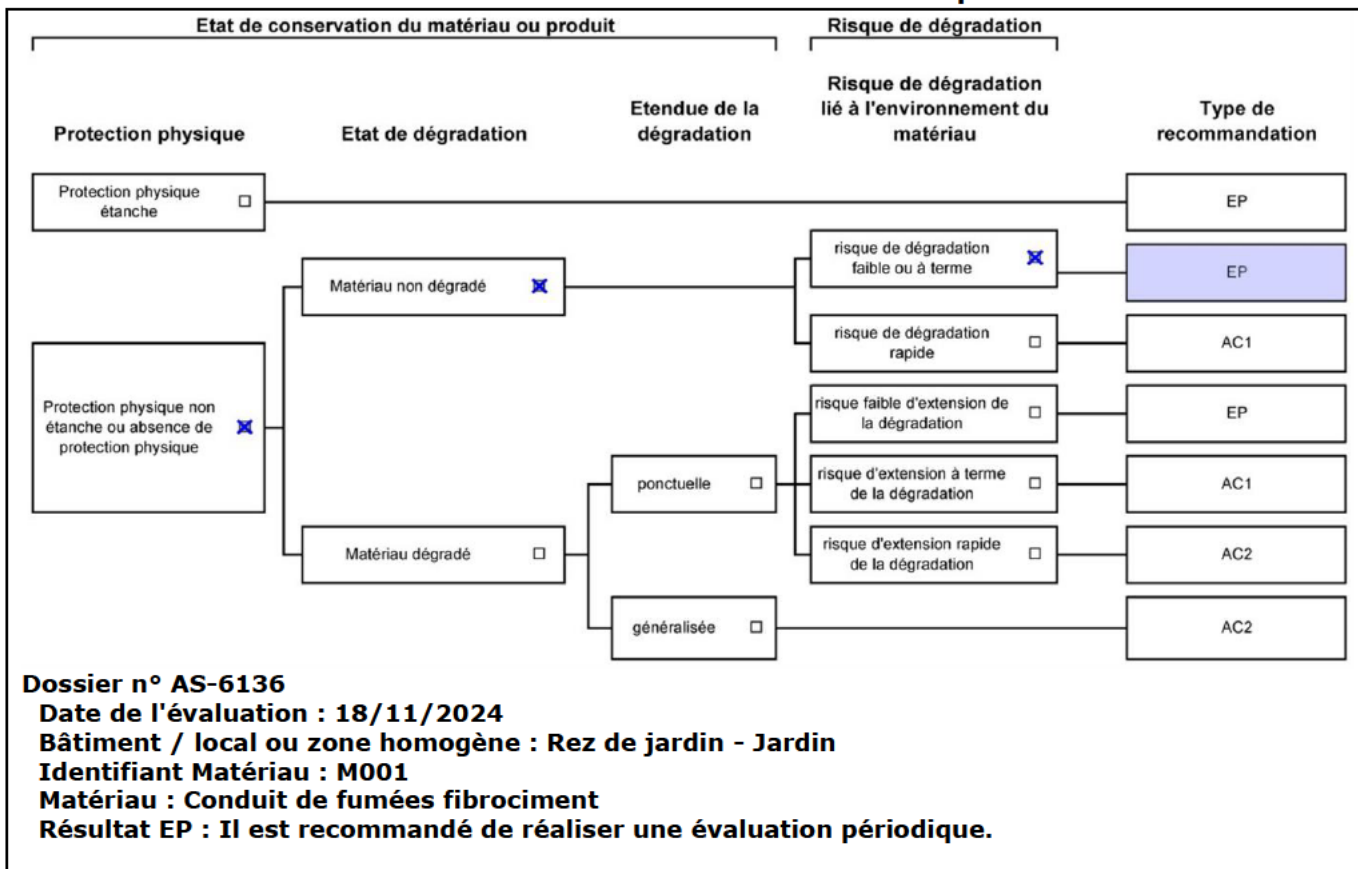 Etat de conservation du matériau ou produit
Risque de dégradation
Protection physique
Etat de dégradation
Etendue de la
dégradation
Risque de dégradation
lié à l'environnement du
matériau
Type de
recommandation
Protection physique
étanche
EP
risque de dégradation
faible ou à terme
EP
Matériau non dégradé
risque de dégradation
rapide
AC1
Protection physique non
étanche ou absence de
protection physique
risque faible d'extension de
la dégradation
EP
ponctuelle
risque d'extension à terme
de la dégradation
AC1
Matériau dégradé
risque d'extension rapide
de la dégradation
AC2
généralisée
AC2
Dossier n° AS-6136
Date de l'évaluation : 18/11/2024
Bâtiment / local ou zone homogène : Rez de jardin - Jardin
Identifiant Matériau : M001
Matériau : Conduit de fumées fibrociment
Résultat EP : Il est recommandé de réaliser une évaluation périodique.